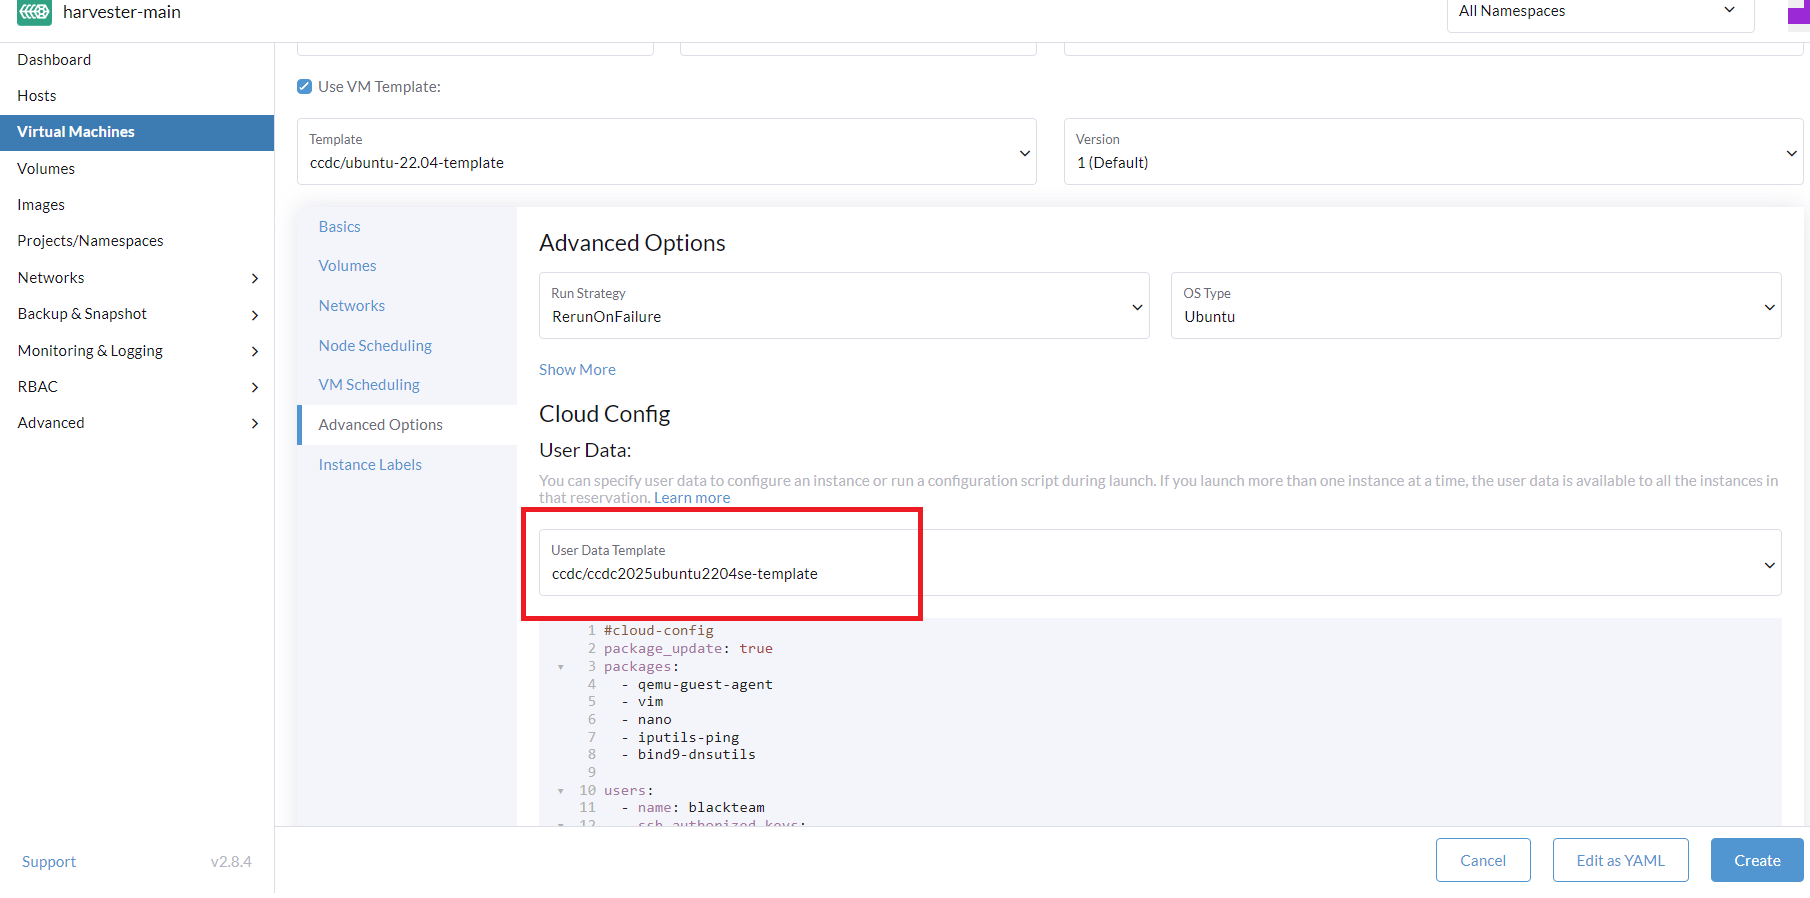 harvester-main
All Namespaces
Dashboard
Hosts
Virtual Machines
Volumes
Images
Projects/Namespaces
Networks
Backup & Snapshot
Monitoring & Logging
RBAC
Advanced
Support
v2.8.4
Use VM Template:
Template
ccdc/ubuntu-22.04-template
Version
1 (Default)
Basics
Volumes
Networks
Node Scheduling
VM Scheduling
Advanced Options
Instance Labels
Advanced Options
Run Strategy
RerunOnFailure
OS Type
Ubuntu
Show More
Cloud Config
User Data:
You can specify user data to configure an instance or run a configuration script during launch. If you launch more than one instance at a time, the user data is available to all the instances in
that reservation. Learn more
User Data Template
ccdc/ccdc2025ubuntu2204se-template
1 #cloud-config
2 package_update: true
3 packages:
4 - qemu-guest-agent
5 - vim
6 - nano
7 - iputils-ping
8 - bind9-dnsutils
9
10 users:
11 - name: blackteam
12 ssh_authorized_keys:
Cancel
Edit as YAML
Create